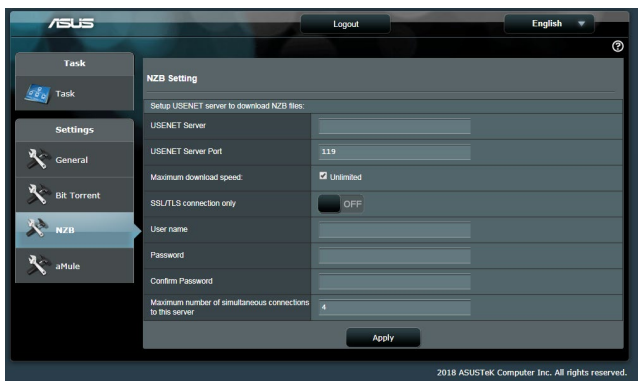 ASUS
Logout
English
Task
Task
Settings
General
Bit Torrent
NZB
aMule
NZB Setting
Setup USENET server to download NZB files:
USENET Server
USENET Server Port
119
Maximum download speed:
Unlimited
SSL/TLS connection only
OFF
User name
Password
Confirm Password
Maximum number of simultaneous connections
to this server
4
Apply
2018 ASUSTeK Computer Inc. All rights reserved.